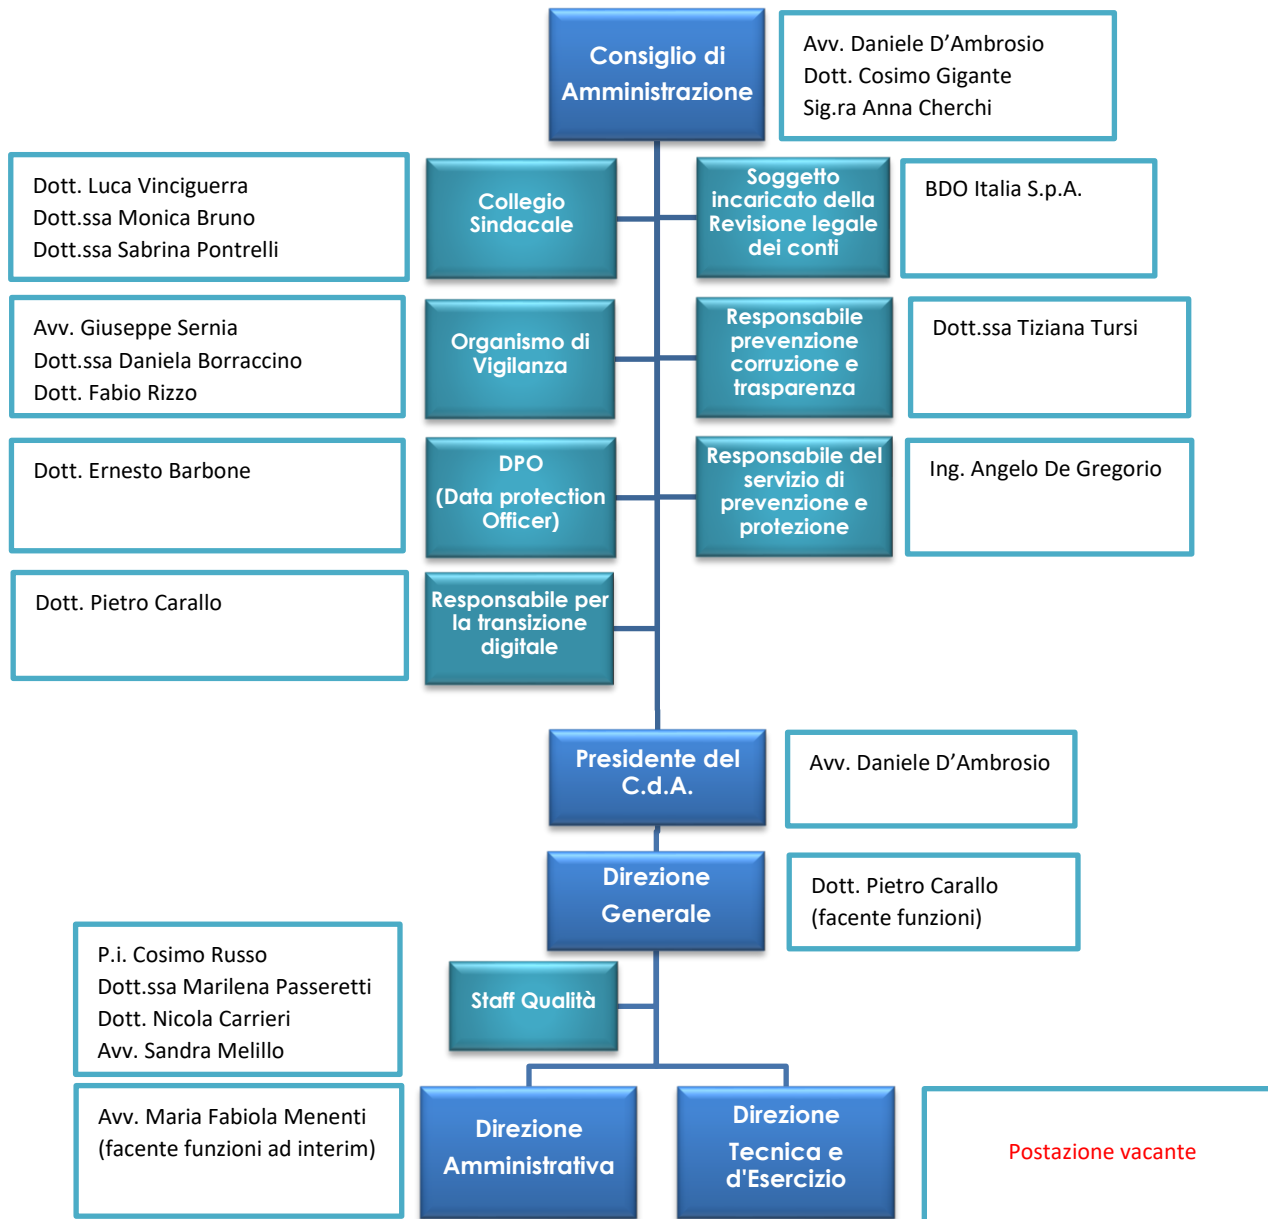 Consiglio di
Amministrazione
Avv. Daniele D’Ambrosio
Dott. Cosimo Gigante
Sig.ra Anna Cherchi
Dott. Luca Vinciguerra
Dott.ssa Monica Bruno
Dott.ssa Sabrina Pontrelli
Collegio
Sindacale
Soggetto
incaricato della
Revisione legale
dei conti
BDO Italia S.p.A.
Avv. Giuseppe Sernia
Dott.ssa Daniela Borraccino
Dott. Fabio Rizzo
Organismo di
Vigilanza
Responsabile
prevenzione
corruzione e
trasparenza
Dott.ssa Tiziana Tursi
Dott. Ernesto Barbone
DPO
(Data protection
Officer)
Responsabile del
servizio di
prevenzione e
protezione
Ing. Angelo De Gregorio
Dott. Pietro Carallo
Responsabile per
la transizione
digitale
Presidente del
C.d.A.
Avv. Daniele D’Ambrosio
Direzione
Generale
Dott. Pietro Carallo
(facente funzioni)
P.i. Cosimo Russo
Dott.ssa Marilena Passeretti
Dott. Nicola Carrieri
Avv. Sandra Melillo
Staff Qualità
Avv. Maria Fabiola Menenti
(facente funzioni ad interim)
Direzione
Amministrativa
Direzione
Tecnica e
d'Esercizio
Postazione vacante